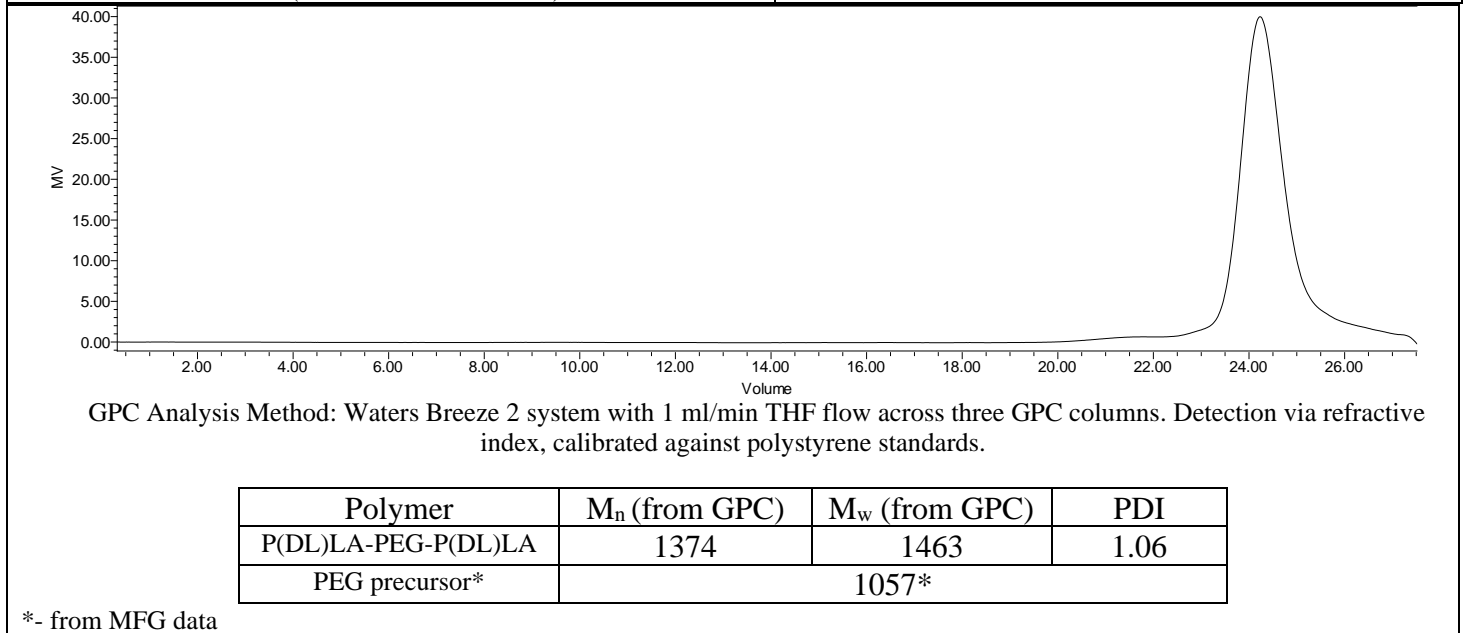 40.00
35.00
30.00
25.00
20.00
15.00
10.00
5.00
0.00
MV
2.00 4.00 6.00 8.00 10.00 12.00 14.00 16.00 18.00 20.00 22.00 24.00 26.00
Volume
GPC Analysis Method: Waters Breeze 2 system with 1 ml/min THF flow across three GPC columns. Detection via refractive
index, calibrated against polystyrene standards.
Polymer Mn (from GPC) Mw (from GPC) PDI
P(DL)LA-PEG-P(DL)LA 1374 1463 1.06
PEG precursor* 1057*
*- from MFG data